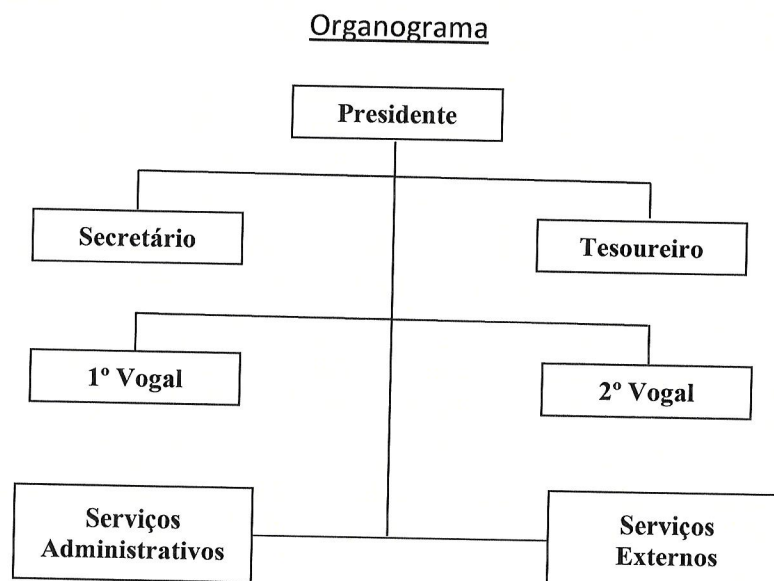 Organograma
Presidente
Secretário
Tesoureiro
1º Vogal
2º Vogal
Serviços
Administrativos
Serviços
Externos